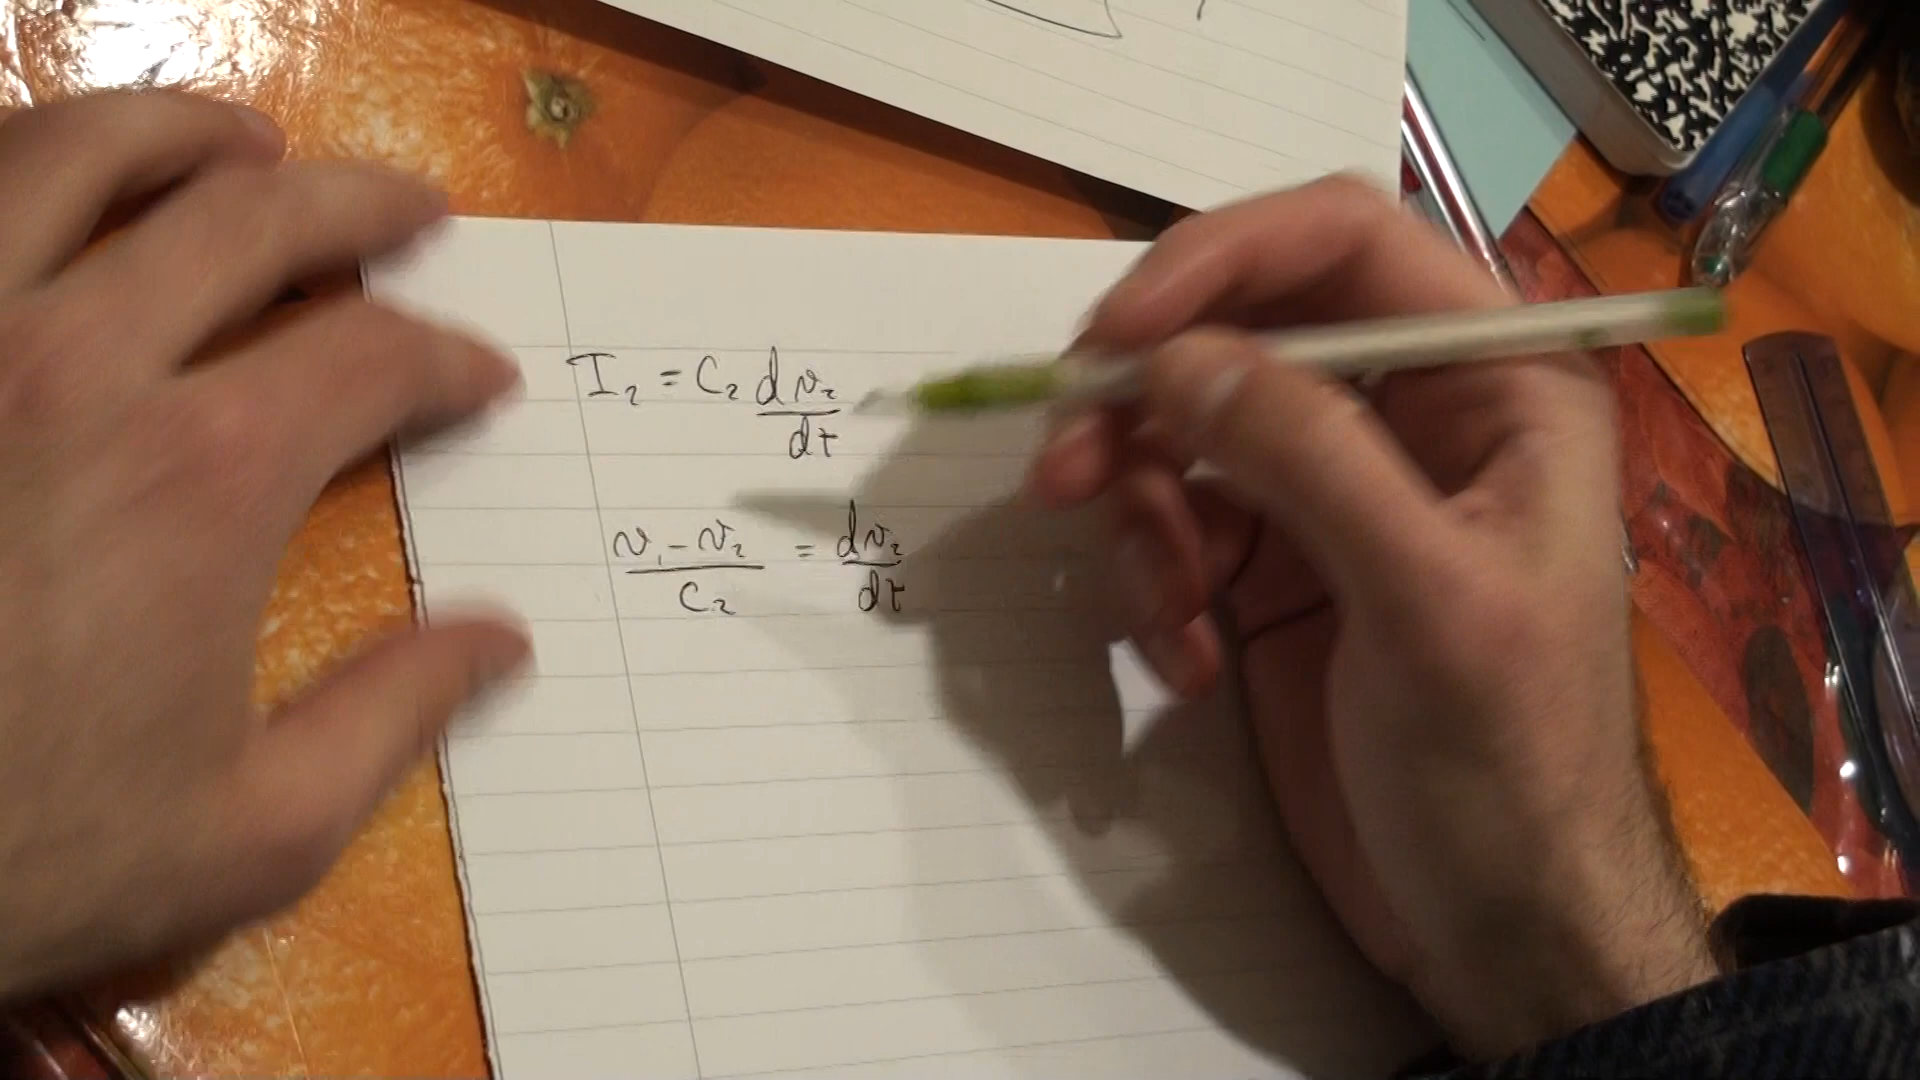 I₂ = C₂ dv₂/dt
(v₁ - v₂)/C₂ = dv₂/dt